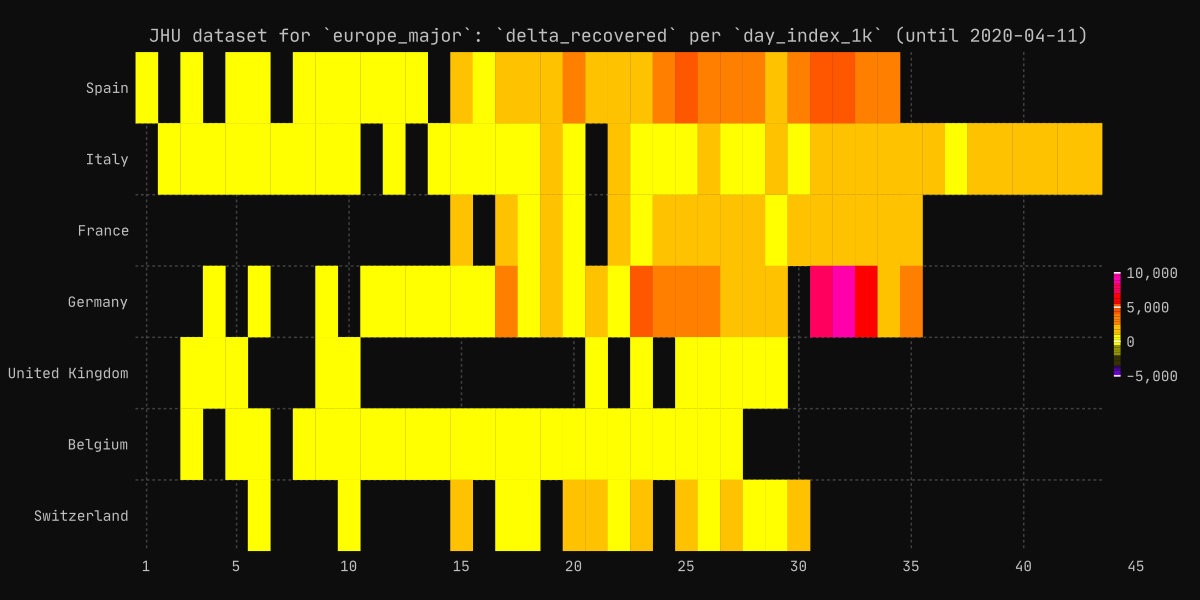 JHU dataset for `europe_major`: `delta_recovered` per `day_index_1k` (until 2020-04-11)
Spain
Italy
France
Germany
United Kingdom
Belgium
Switzerland
10,000
5,000
0
-5,000
1 5 10 15 20 25 30 35 40 45